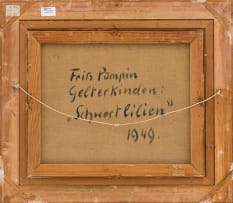 Fritz Pümpin
Gelterkinden:
„Schwertlilien"
1949.